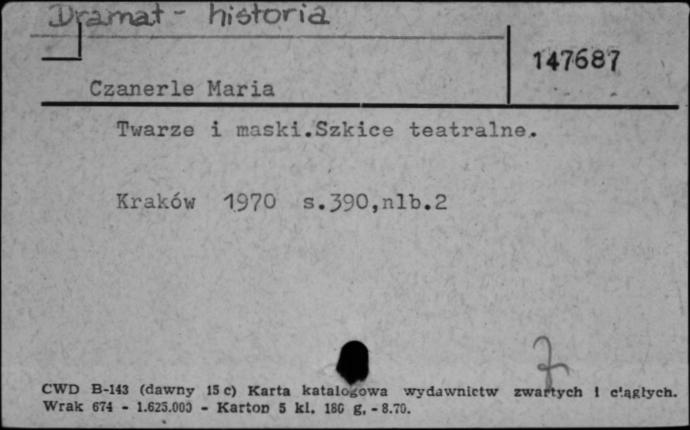 Dramat - historia
147687
Czanerle Maria
Twarze i maski.Szkice teatralne.
Kraków 1970 s.390,nlb.2
CWD B-143 (dawny 15 c) Karta katalogowa wydawnictw zwartych i ciągłych.
Wrak 674 - 1.625.000 - Karton 5 kl. 180 g. - 8.70.